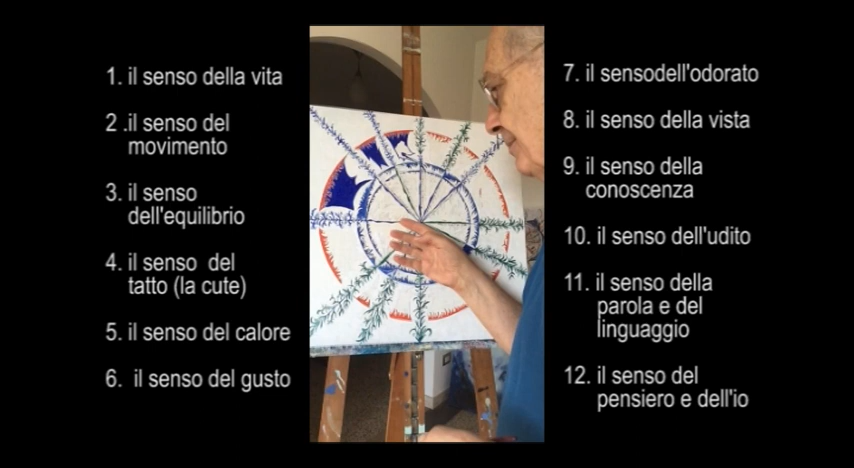 1. il senso della vita
2 .il senso del
movimento
3. il senso
dell'equilibrio
4. il senso  del
tatto (la cute)
5. il senso del calore
6.  il senso del gusto
7. il sensodell'odorato
8. il senso della vista
9. il senso della
conoscenza
10. il senso dell'udito
11. il senso della
parola e del
linguaggio
12. il senso del
pensiero e dell'io